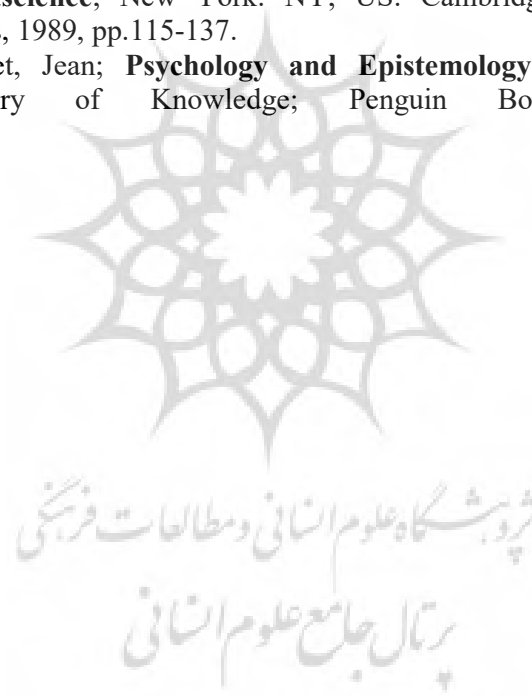 uscience; New York: NY; US: Cambridg
, 1989, pp.115-137.
et, Jean; Psychology and Epistemology
ry of Knowledge; Penguin Bo
پژوهشگاه علوم انسانی و مطالعات فرهنگی
پرتال جامع علوم انسانی